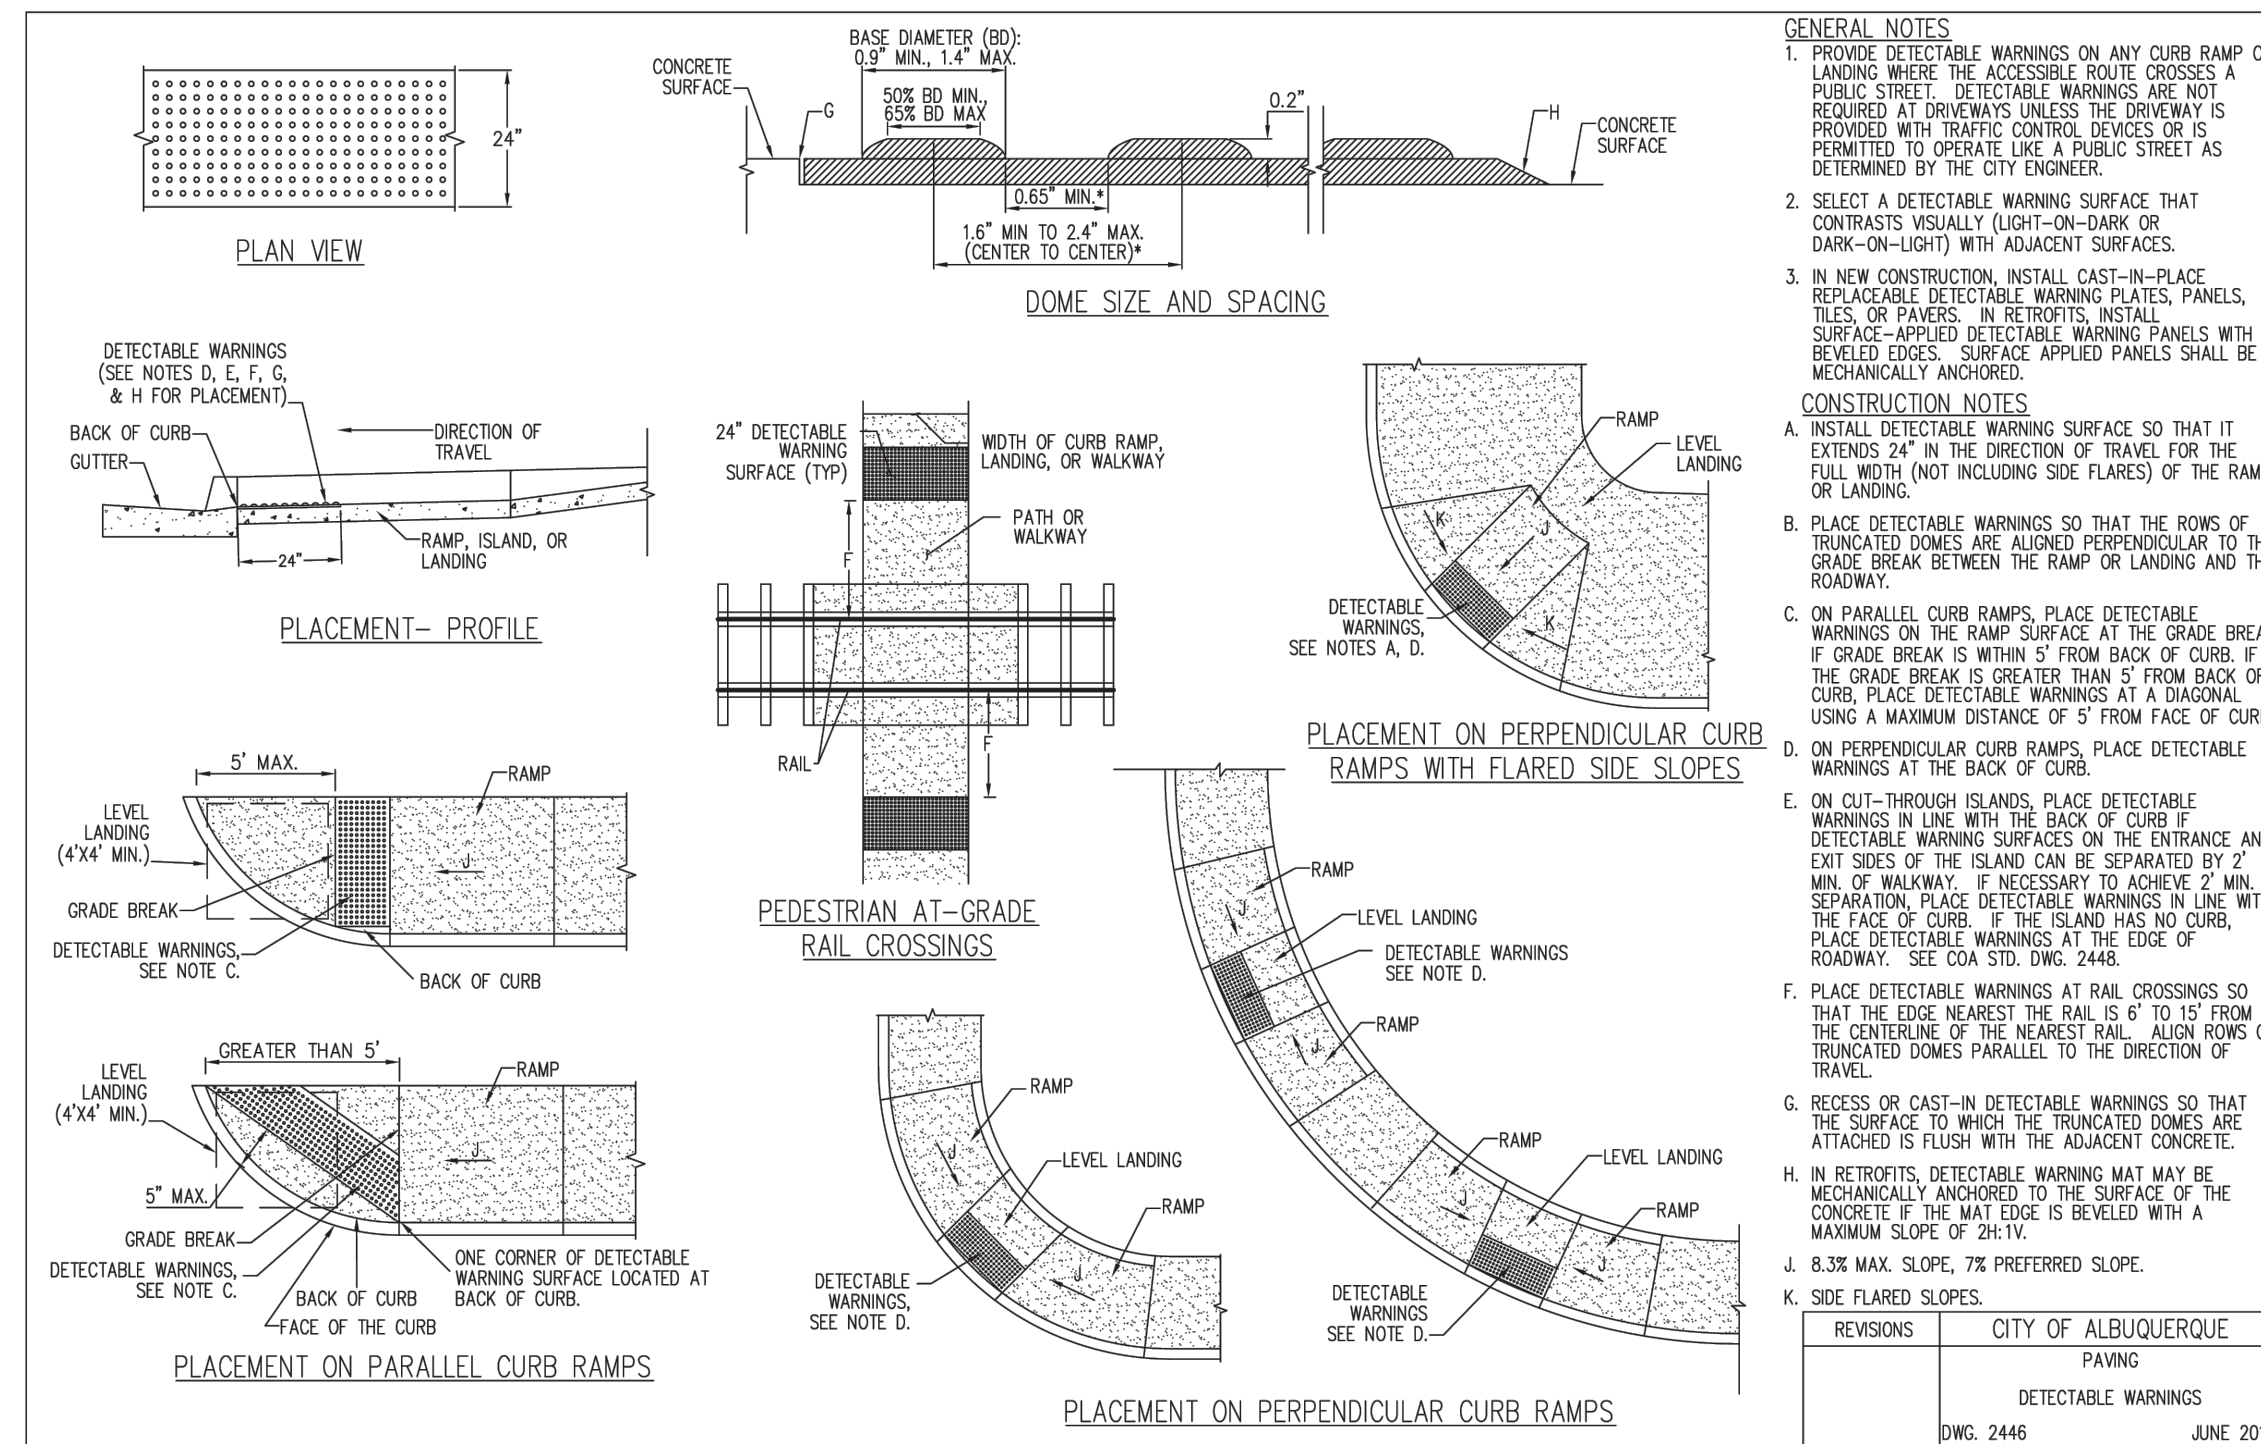 24"
PLAN VIEW
BASE DIAMETER (BD):
0.9" MIN., 1.4" MAX.
CONCRETE
SURFACE
50% BD MIN.,
65% BD MAX
G
0.2"
H
CONCRETE
SURFACE
0.65" MIN.*
1.6" MIN TO 2.4" MAX.
(CENTER TO CENTER)*
DOME SIZE AND SPACING
DETECTABLE WARNINGS
(SEE NOTES D, E, F, G,
& H FOR PLACEMENT)
BACK OF CURB
GUTTER
DIRECTION OF
TRAVEL
RAMP, ISLAND, OR
LANDING
24"
PLACEMENT- PROFILE
24" DETECTABLE
WARNING
SURFACE (TYP)
WIDTH OF CURB RAMP,
LANDING, OR WALKWAY
PATH OR
WALKWAY
F
F
RAIL
PEDESTRIAN AT-GRADE
RAIL CROSSINGS
RAMP
LEVEL
LANDING
K
J
K
DETECTABLE
WARNINGS,
SEE NOTES A, D.
PLACEMENT ON PERPENDICULAR CURB
RAMPS WITH FLARED SIDE SLOPES
5' MAX.
RAMP
LEVEL
LANDING
(4'X4' MIN.)
J
GRADE BREAK
DETECTABLE WARNINGS,
SEE NOTE C.
BACK OF CURB
GREATER THAN 5'
RAMP
LEVEL
LANDING
(4'X4' MIN.)
J
5" MAX.
GRADE BREAK
DETECTABLE WARNINGS,
SEE NOTE C.
BACK OF CURB
FACE OF THE CURB
ONE CORNER OF DETECTABLE
WARNING SURFACE LOCATED AT
BACK OF CURB.
PLACEMENT ON PARALLEL CURB RAMPS
RAMP
J
LEVEL LANDING
RAMP
J
DETECTABLE
WARNINGS,
SEE NOTE D.
RAMP
J
LEVEL LANDING
DETECTABLE WARNINGS
SEE NOTE D.
RAMP
J
RAMP
J
LEVEL LANDING
RAMP
J
DETECTABLE
WARNINGS
SEE NOTE D.
PLACEMENT ON PERPENDICULAR CURB RAMPS
GENERAL NOTES
1. PROVIDE DETECTABLE WARNINGS ON ANY CURB RAMP
LANDING WHERE THE ACCESSIBLE ROUTE CROSSES A
PUBLIC STREET. DETECTABLE WARNINGS ARE NOT
REQUIRED AT DRIVEWAYS UNLESS THE DRIVEWAY IS
PROVIDED WITH TRAFFIC CONTROL DEVICES OR IS
PERMITTED TO OPERATE LIKE A PUBLIC STREET AS
DETERMINED BY THE CITY ENGINEER.
2. SELECT A DETECTABLE WARNING SURFACE THAT
CONTRASTS VISUALLY (LIGHT-ON-DARK OR
DARK-ON-LIGHT) WITH ADJACENT SURFACES.
3. IN NEW CONSTRUCTION, INSTALL CAST-IN-PLACE
REPLACEABLE DETECTABLE WARNING PLATES, PANELS,
TILES, OR PAVERS. IN RETROFITS, INSTALL
SURFACE-APPLIED DETECTABLE WARNING PANELS WITH
BEVELED EDGES. SURFACE APPLIED PANELS SHALL BE
MECHANICALLY ANCHORED.
CONSTRUCTION NOTES
A. INSTALL DETECTABLE WARNING SURFACE SO THAT IT
EXTENDS 24" IN THE DIRECTION OF TRAVEL FOR THE
FULL WIDTH (NOT INCLUDING SIDE FLARES) OF THE
OR LANDING.
B. PLACE DETECTABLE WARNINGS SO THAT THE ROWS OF
TRUNCATED DOMES ARE ALIGNED PERPENDICULAR TO
GRADE BREAK BETWEEN THE RAMP OR LANDING AND
ROADWAY.
C. ON PARALLEL CURB RAMPS, PLACE DETECTABLE
WARNINGS ON THE RAMP SURFACE AT THE GRADE
IF GRADE BREAK IS WITHIN 5' FROM BACK OF CURB. IF
THE GRADE BREAK IS GREATER THAN 5' FROM BACK
CURB, PLACE DETECTABLE WARNINGS AT A DIAGONAL
USING A MAXIMUM DISTANCE OF 5' FROM FACE OF
D. ON PERPENDICULAR CURB RAMPS, PLACE DETECTABLE
WARNINGS AT THE BACK OF CURB.
E. ON CUT-THROUGH ISLANDS, PLACE DETECTABLE
WARNINGS IN LINE WITH THE BACK OF CURB IF
DETECTABLE WARNING SURFACES ON THE ENTRANCE
EXIT SIDES OF THE ISLAND CAN BE SEPARATED BY 2'
MIN. OF WALKWAY. IF NECESSARY TO ACHIEVE 2' MIN.
SEPARATION, PLACE DETECTABLE WARNINGS IN LINE
THE FACE OF CURB. IF THE ISLAND HAS NO CURB,
PLACE DETECTABLE WARNINGS AT THE EDGE OF
ROADWAY. SEE COA STD. DWG. 2448.
F. PLACE DETECTABLE WARNINGS AT RAIL CROSSINGS SO
THAT THE EDGE NEAREST THE RAIL IS 6' TO 15' FROM
THE CENTERLINE OF THE NEAREST RAIL. ALIGN ROWS
TRUNCATED DOMES PARALLEL TO THE DIRECTION OF
TRAVEL.
G. RECESS OR CAST-IN DETECTABLE WARNINGS SO THAT
THE SURFACE TO WHICH THE TRUNCATED DOMES ARE
ATTACHED IS FLUSH WITH THE ADJACENT CONCRETE.
H. IN RETROFITS, DETECTABLE WARNING MAT MAY BE
MECHANICALLY ANCHORED TO THE SURFACE OF THE
CONCRETE IF THE MAT EDGE IS BEVELED WITH A
MAXIMUM SLOPE OF 2H:1V.
J. 8.3% MAX. SLOPE, 7% PREFERRED SLOPE.
K. SIDE FLARED SLOPES.
REVISIONS
CITY OF ALBUQUERQUE
PAVING
DETECTABLE WARNINGS
DWG. 2446
JUNE